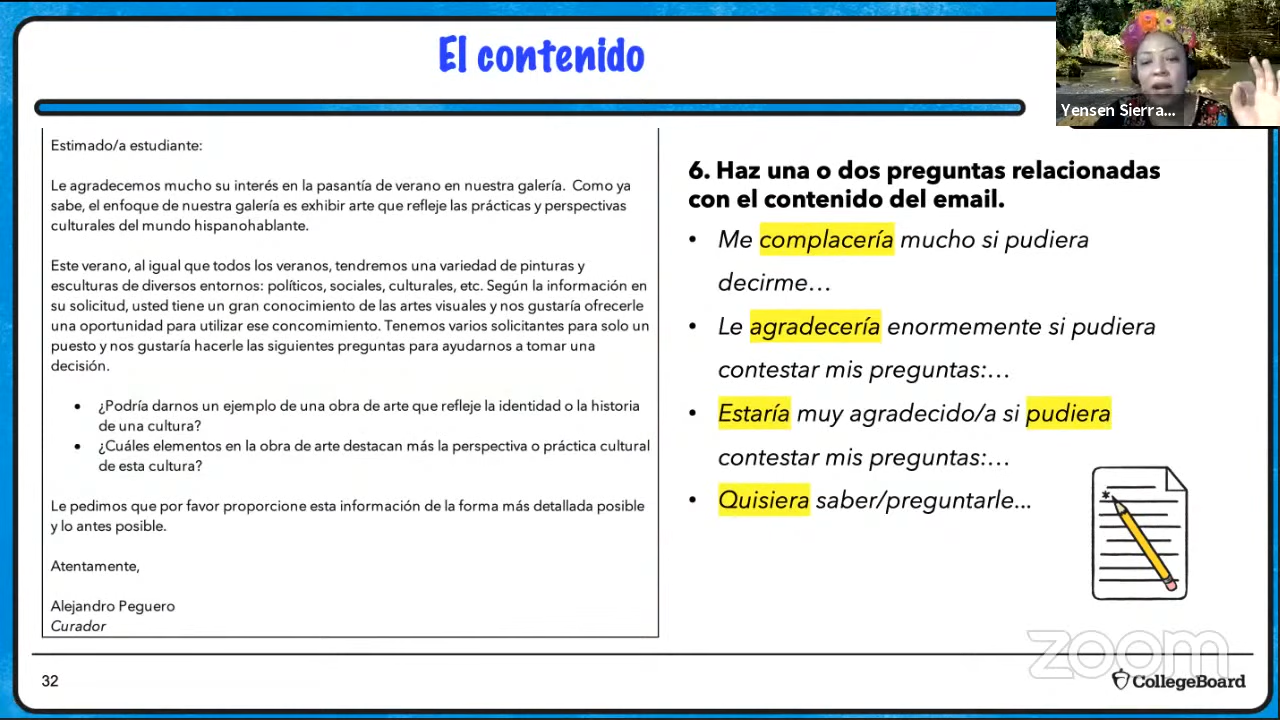 El contenido
Yensen Sierra...
Estimado/a estudiante:
Le agradecemos mucho su interés en la pasantía de verano en nuestra galería. Como ya
sabe, el enfoque de nuestra galería es exhibir arte que refleje las prácticas y perspectivas
culturales del mundo hispanohablante.
Este verano, al igual que todos los veranos, tendremos una variedad de pinturas y
esculturas de diversos entornos: políticos, sociales, culturales, etc. Según la información en
su solicitud, usted tiene un gran conocimiento de las artes visuales y nos gustaría ofrecerle
una oportunidad para utilizar ese concomimiento. Tenemos varios solicitantes para solo un
puesto y nos gustaría hacerle las siguientes preguntas para ayudarnos a tomar una
decisión.
• ¿Podría darnos un ejemplo de una obra de arte que refleje la identidad o la historia
de una cultura?
• ¿Cuáles elementos en la obra de arte destacan más la perspectiva o práctica cultural
de esta cultura?
Le pedimos que por favor proporcione esta información de la forma más detallada posible
y lo antes posible.
Atentamente,
Alejandro Peguero
Curador
6. Haz una o dos preguntas relacionadas
con el contenido del email.
• Me complacería mucho si pudiera
decirme…
• Le agradecería enormemente si pudiera
contestar mis preguntas:…
• Estaría muy agradecido/a si pudiera
contestar mis preguntas:…
• Quisiera saber/preguntarle...
zoom
32
CollegeBoard